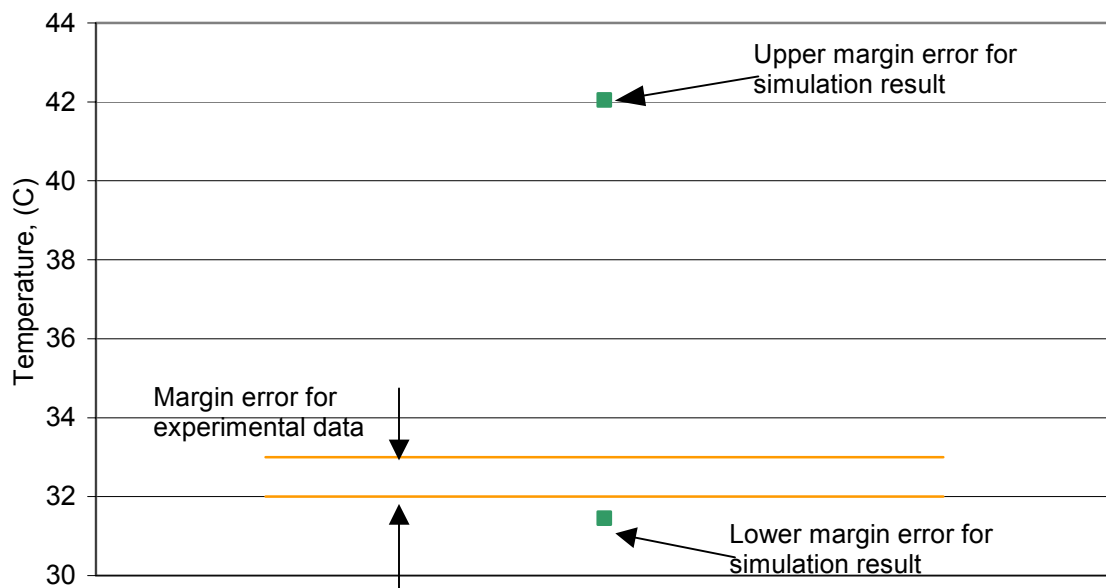 44
Upper margin error for
simulation result
42
40
38
36
Temperature, (C)
Margin error for
experimental data
34
32
Lower margin error for
simulation result
30